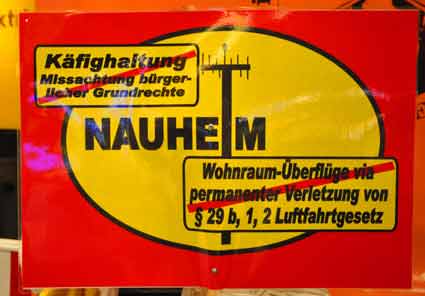 Käfighaltung
Missachtung bürger-
licher Grundrechte
NAUHEIM
Wohnraum-Überflüge via
permanenter Verletzung von
§ 29 b, 1, 2 Luftfahrtgesetz